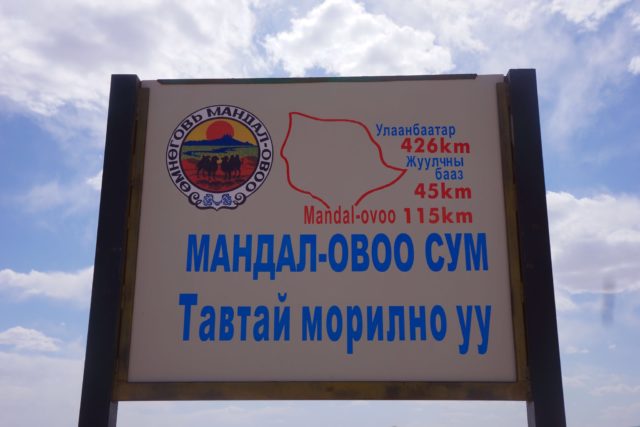 ӨМНӨГОВЬ МАНДАЛ-ОВОО
Улаанбаатар
426km
Жуулчны
бааз
45km
Mandal-ovoo 115km
МАНДАЛ-ОВОО СУМ
Тавтай морилно уу